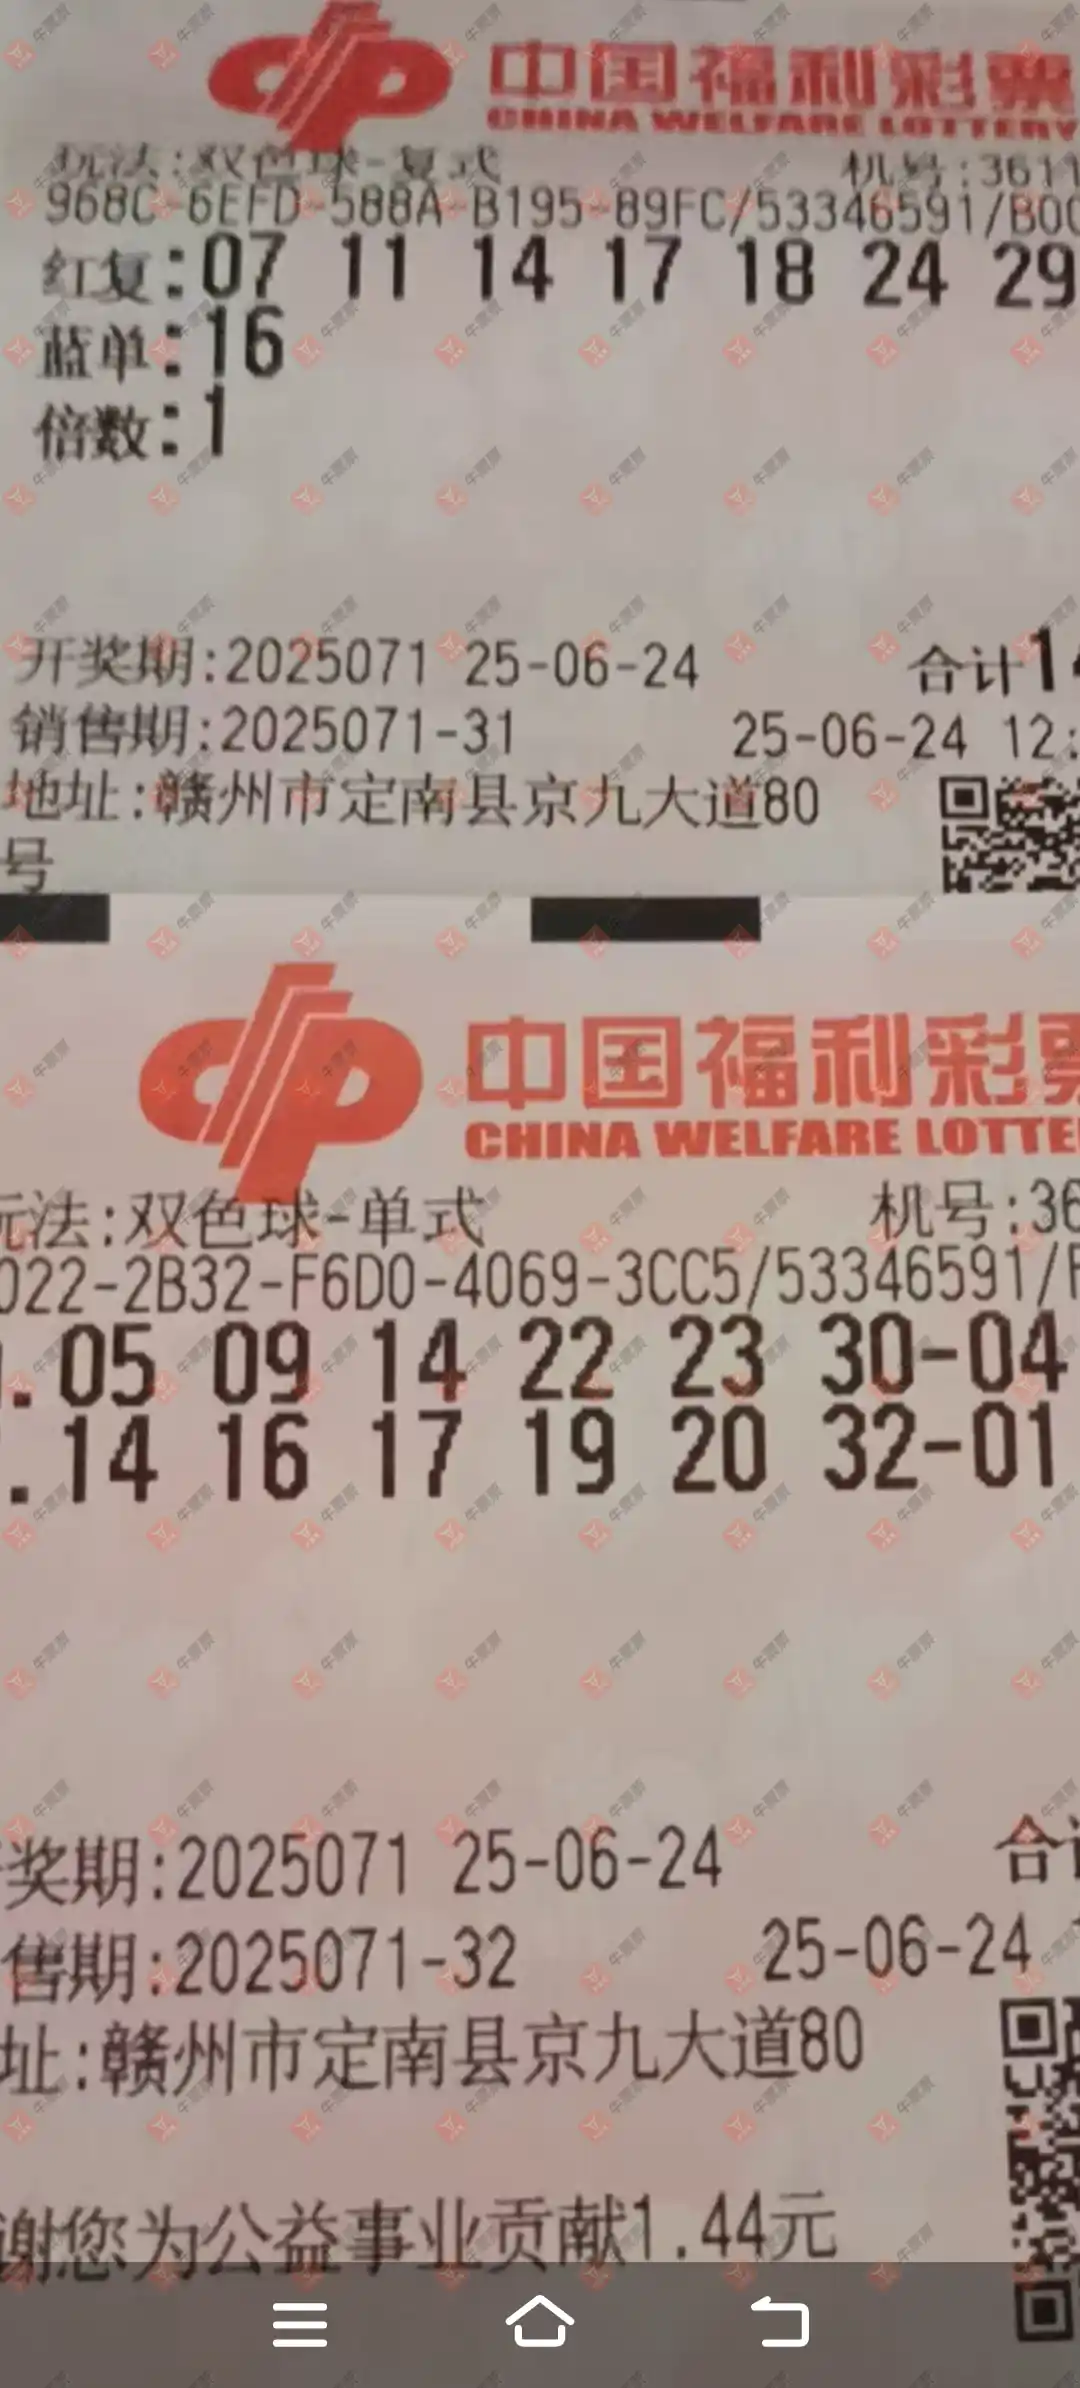 中国福利彩票
CHINA WELFARE LOTTERY
玩法:双色球-复式 机号:3611
968C-6EFD-588A-B195-89FC/53346591/B00
红复:07 11 14 17 18 24 29
蓝单:16
倍数:1
开奖期:2025071 25-06-24 合计14
销售期:2025071-31 25-06-24 12:
地址:赣州市定南县京九大道80
号
中国福利彩票
CHINA WELFARE LOTTE
玩法:双色球-单式 机号:36
022-2B32-F6D0-4069-3CC5/53346591/
.05 09 14 22 23 30-04
.14 16 17 19 20 32-01
奖期:2025071 25-06-24 合计
售期:2025071-32 25-06-24
址:赣州市定南县京九大道80
谢您为公益事业贡献1.44元